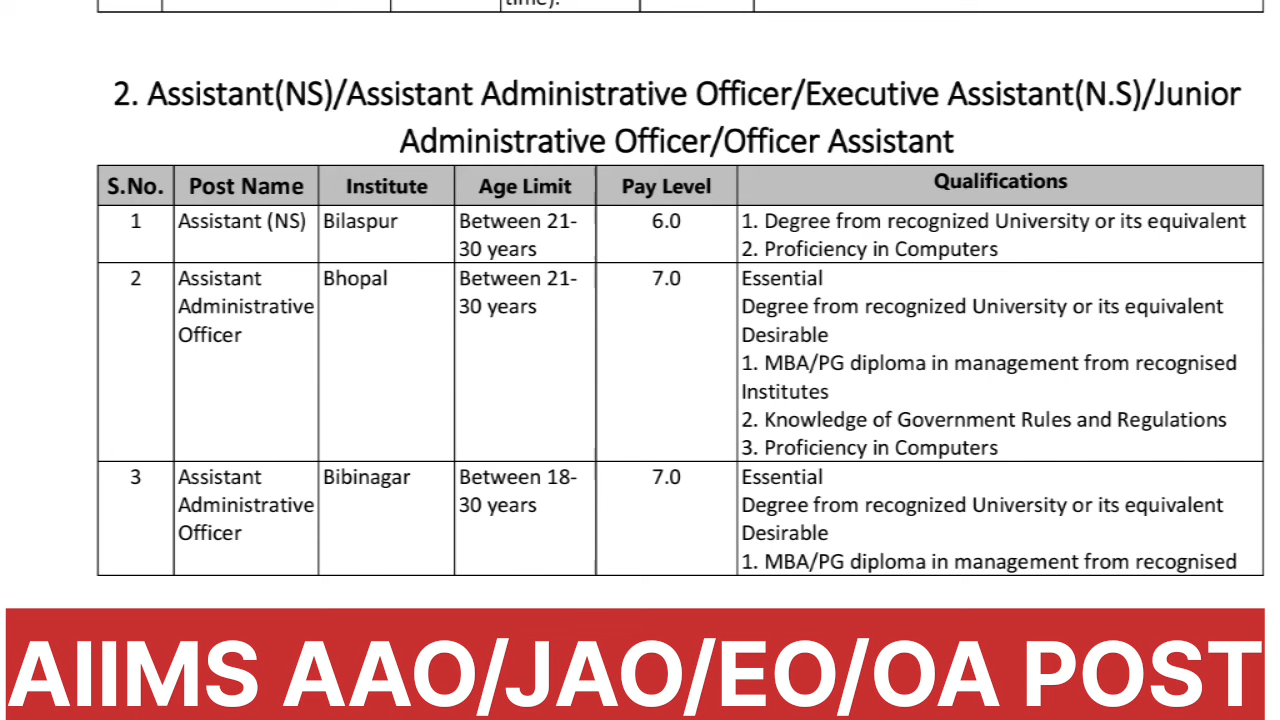 time).
2. Assistant(NS)/Assistant Administrative Officer/Executive Assistant(N.S)/Junior
Administrative Officer/Officer Assistant
S.No. Post Name Institute Age Limit Pay Level Qualifications
1 Assistant (NS) Bilaspur Between 21- 6.0 1. Degree from recognized University or its equivalent
30 years 2. Proficiency in Computers
2 Assistant Bhopal Between 21- 7.0 Essential
Administrative 30 years Degree from recognized University or its equivalent
Officer Desirable
1. MBA/PG diploma in management from recognised
Institutes
2. Knowledge of Government Rules and Regulations
3. Proficiency in Computers
3 Assistant Bibinagar Between 18- 7.0 Essential
Administrative 30 years Degree from recognized University or its equivalent
Officer Desirable
1. MBA/PG diploma in management from recognised
AIIMS AAO/JAO/EO/OA POST